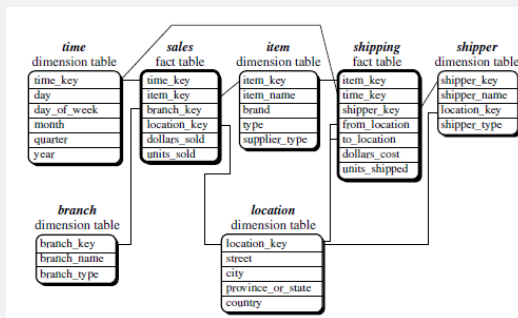 time
dimension table
time_key
day
day_of_week
month
quarter
year
sales
fact table
time_key
item_key
branch_key
location_key
dollars_sold
units_sold
item
dimension table
item_key
item_name
brand
type
supplier_type
shipping
fact table
item_key
time_key
shipper_key
from_location
to_location
dollars_cost
units_shipped
shipper
dimension table
shipper_key
shipper_name
location_key
shipper_type
branch
dimension table
branch_key
branch_name
branch_type
location
dimension table
location_key
street
city
province_or_state
country